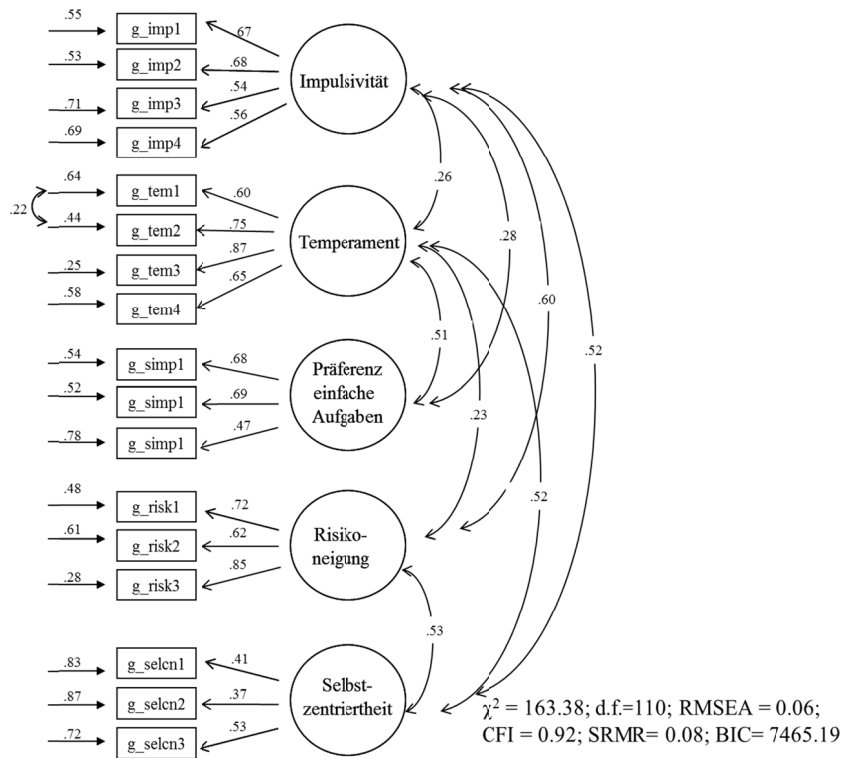 .55
g_imp1
.67
.53
g_imp2
.68
.71
g_imp3
.54
.69
g_imp4
.56
Impulsivität
.64
g_tem1
.60
.22
.44
g_tem2
.75
.25
g_tem3
.87
.58
g_tem4
.65
Temperament
.26
.28
.60
.52
.54
g_simp1
.68
.52
g_simp1
.69
.78
g_simp1
.47
Präferenz
einfache
Aufgaben
.51
.23
.52
.48
g_risk1
.72
.61
g_risk2
.62
.28
g_risk3
.85
Risiko-
neigung
.53
.83
g_selcn1
.41
.87
g_selcn2
.37
.72
g_selcn3
.53
Selbst-
zentriertheit
χ² = 163.38; d.f.=110; RMSEA = 0.06;
CFI = 0.92; SRMR= 0.08; BIC= 7465.19